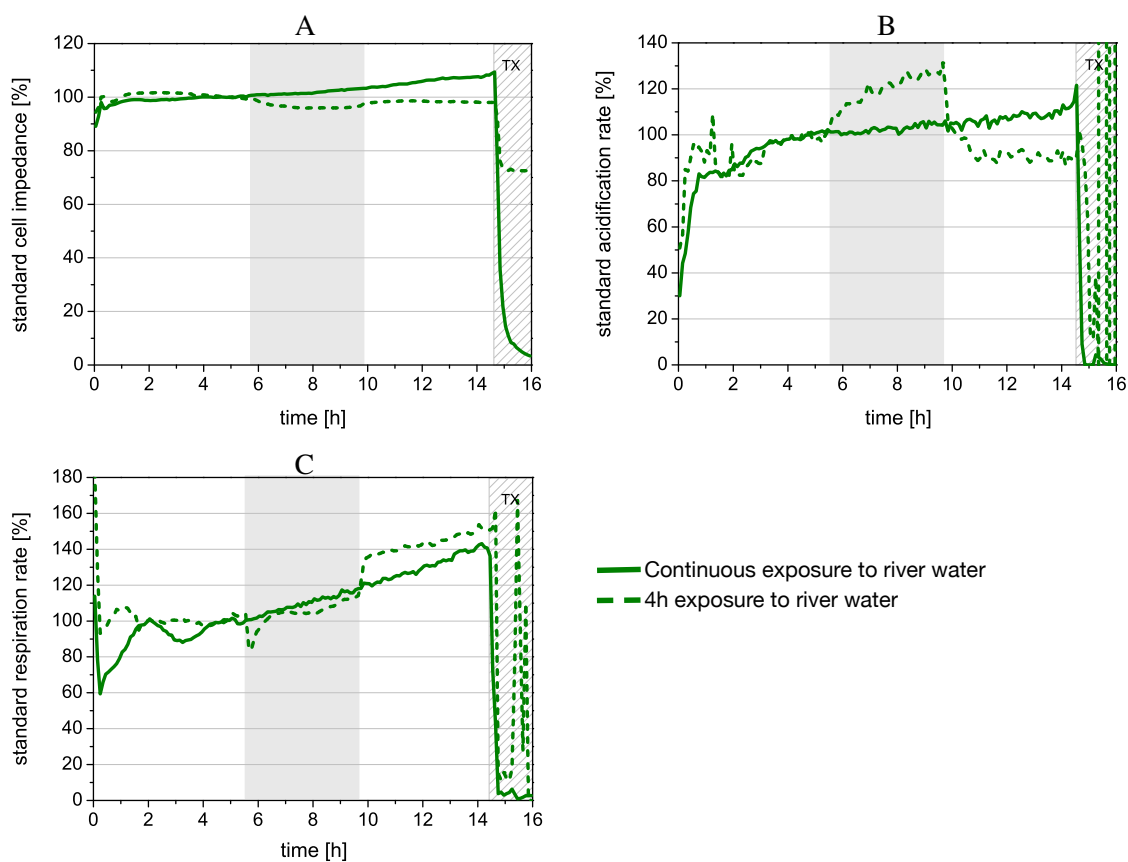 A
standard cell impedance [%]
120
100
80
60
40
20
0
TX
0 2 4 6 8 10 12 14 16
time [h]
B
standard acidification rate [%]
140
120
100
80
60
40
20
0
TX
0 2 4 6 8 10 12 14 16
time [h]
C
standard respiration rate [%]
180
160
140
120
100
80
60
40
20
0
TX
0 2 4 6 8 10 12 14 16
time [h]
Continuous exposure to river water
4h exposure to river water